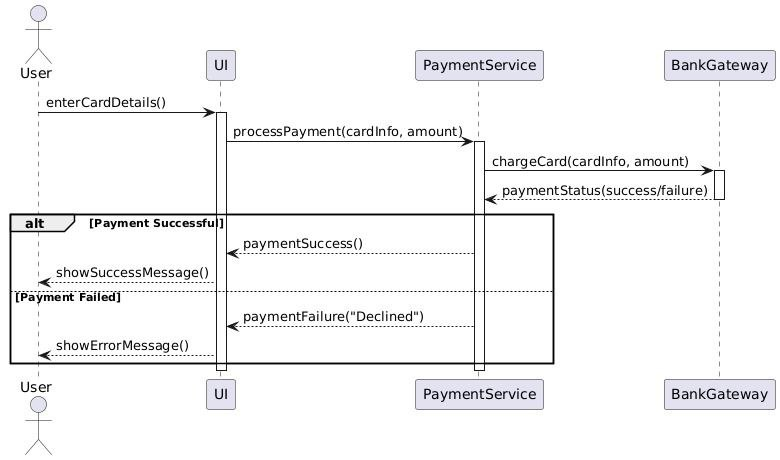 User
UI
PaymentService
BankGateway
enterCardDetails()
processPayment(cardInfo, amount)
chargeCard(cardInfo, amount)
paymentStatus(success/failure)
alt [Payment Successful]
paymentSuccess()
showSuccessMessage()
[Payment Failed]
paymentFailure("Declined")
showErrorMessage()
User
UI
PaymentService
BankGateway